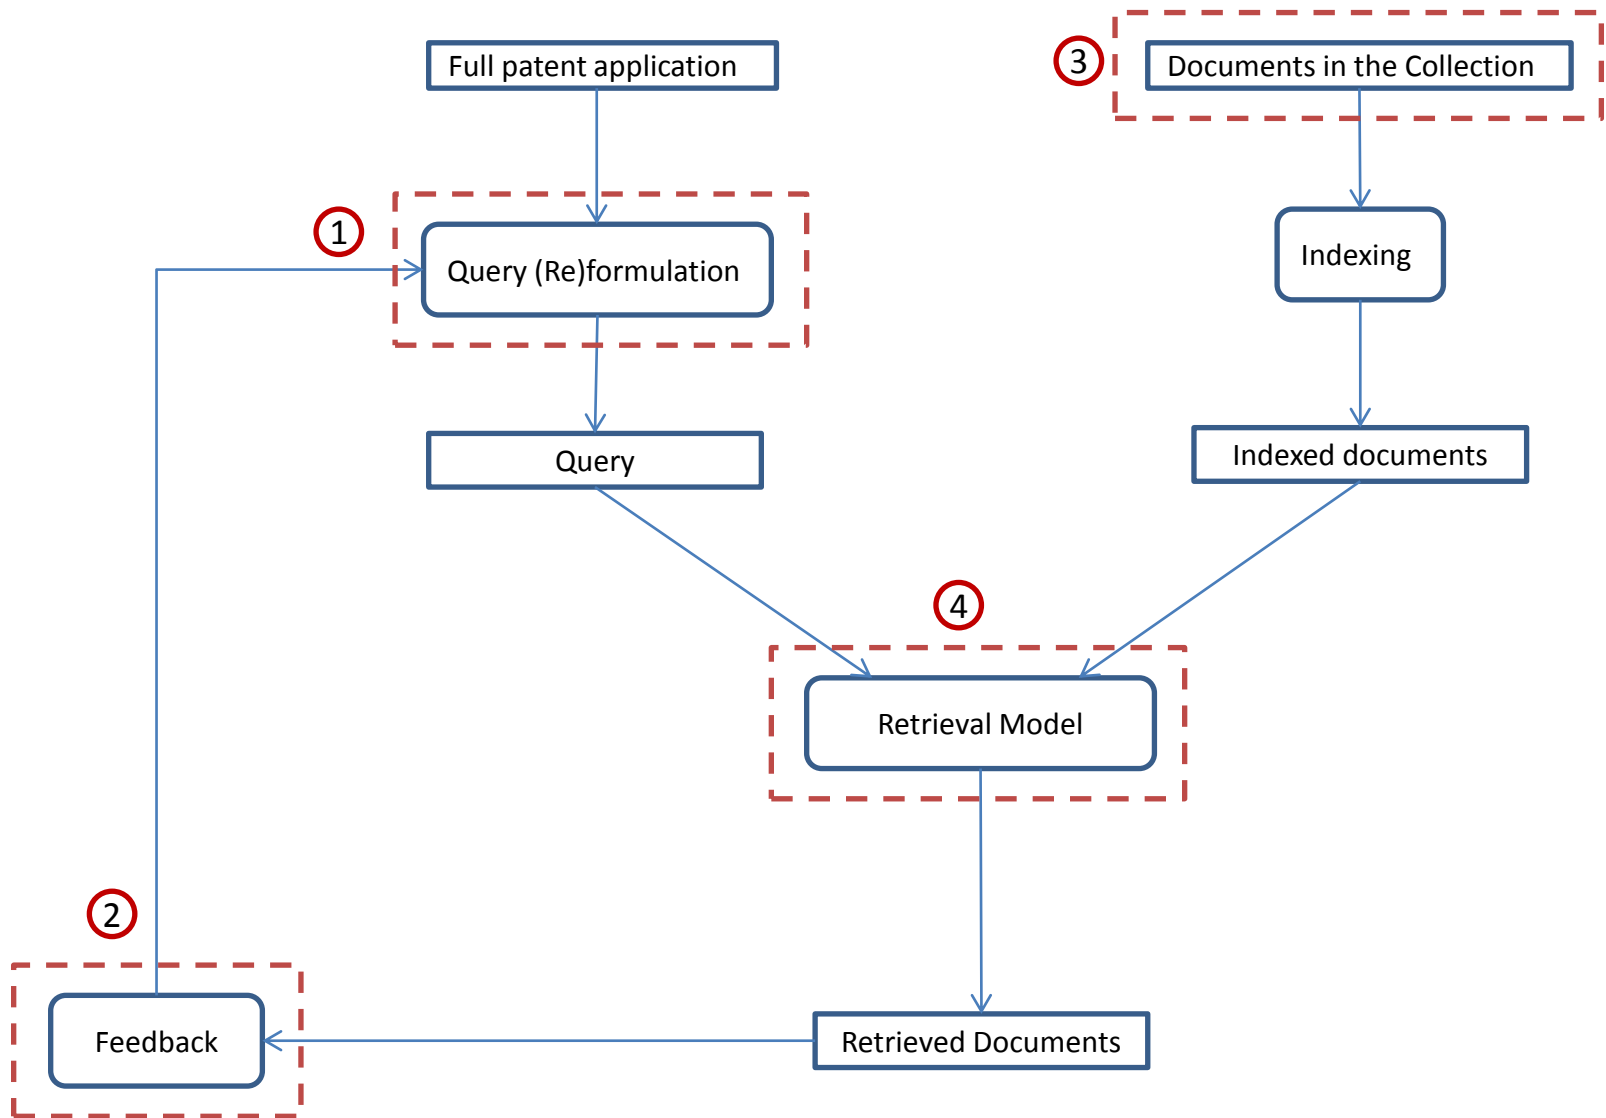 Full patent application
3
Documents in the Collection
1
Query (Re)formulation
Indexing
Query
Indexed documents
4
Retrieval Model
2
Feedback
Retrieved Documents